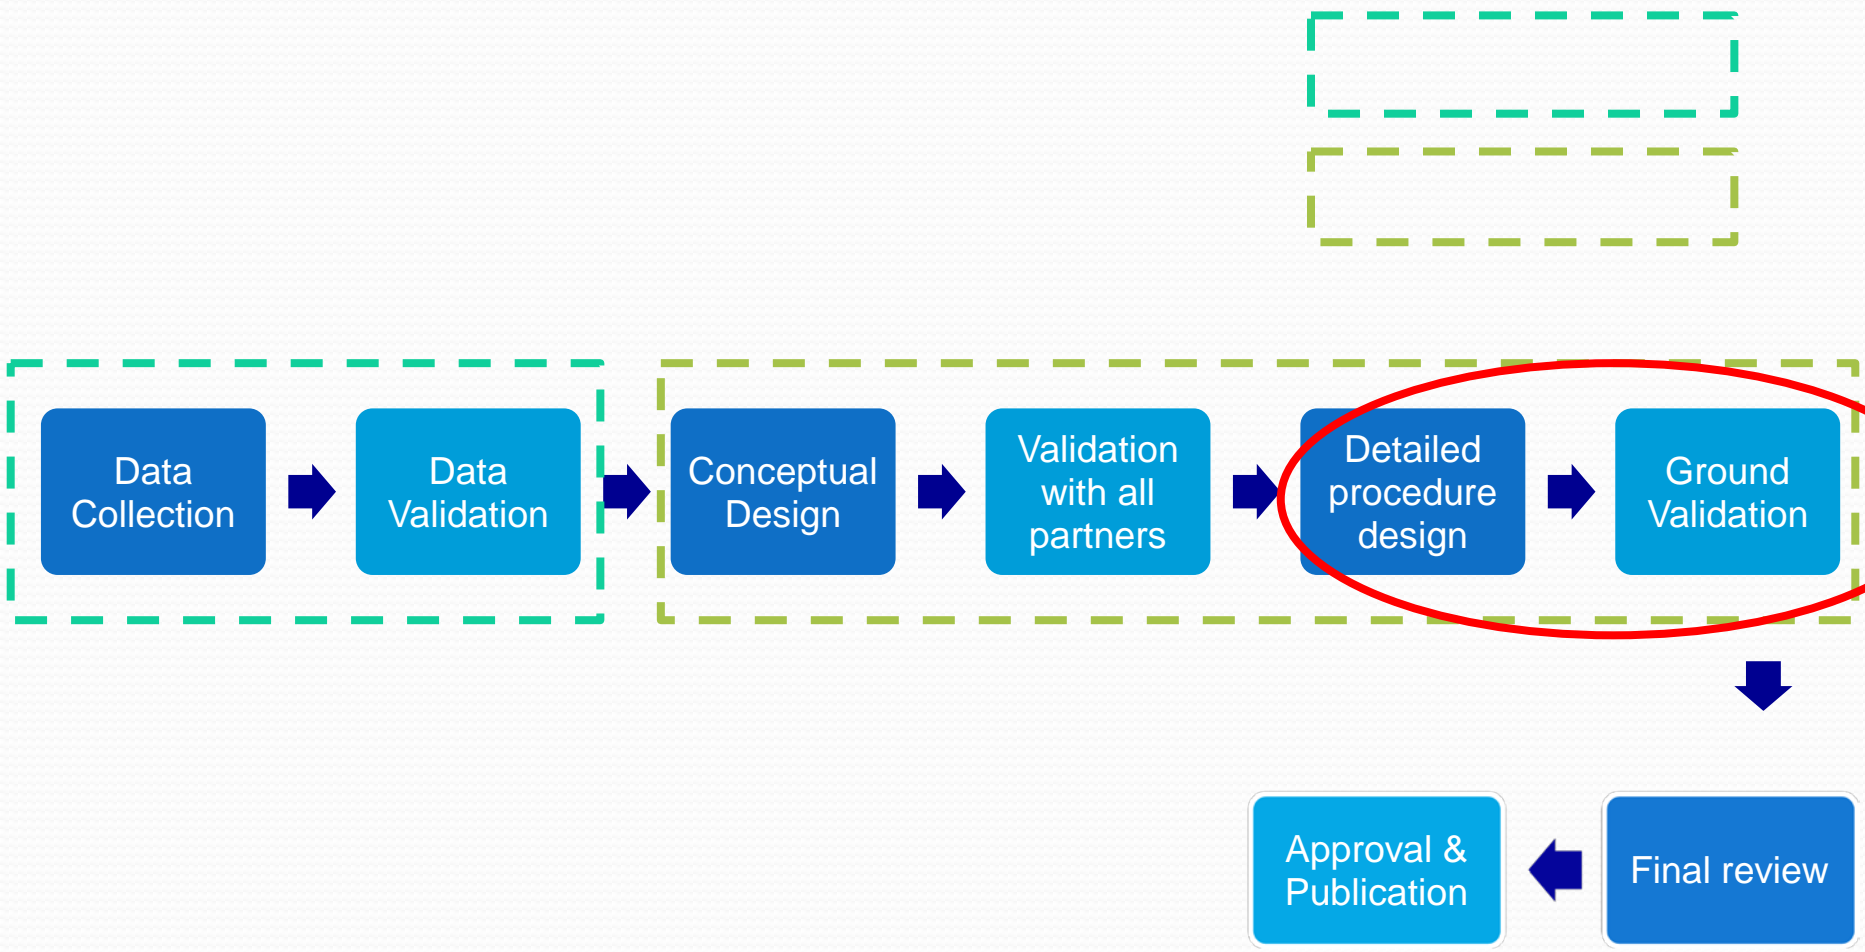 Data
Collection
Data
Validation
Conceptual
Design
Validation
with all
partners
Detailed
procedure
design
Ground
Validation
Final review
Approval &
Publication